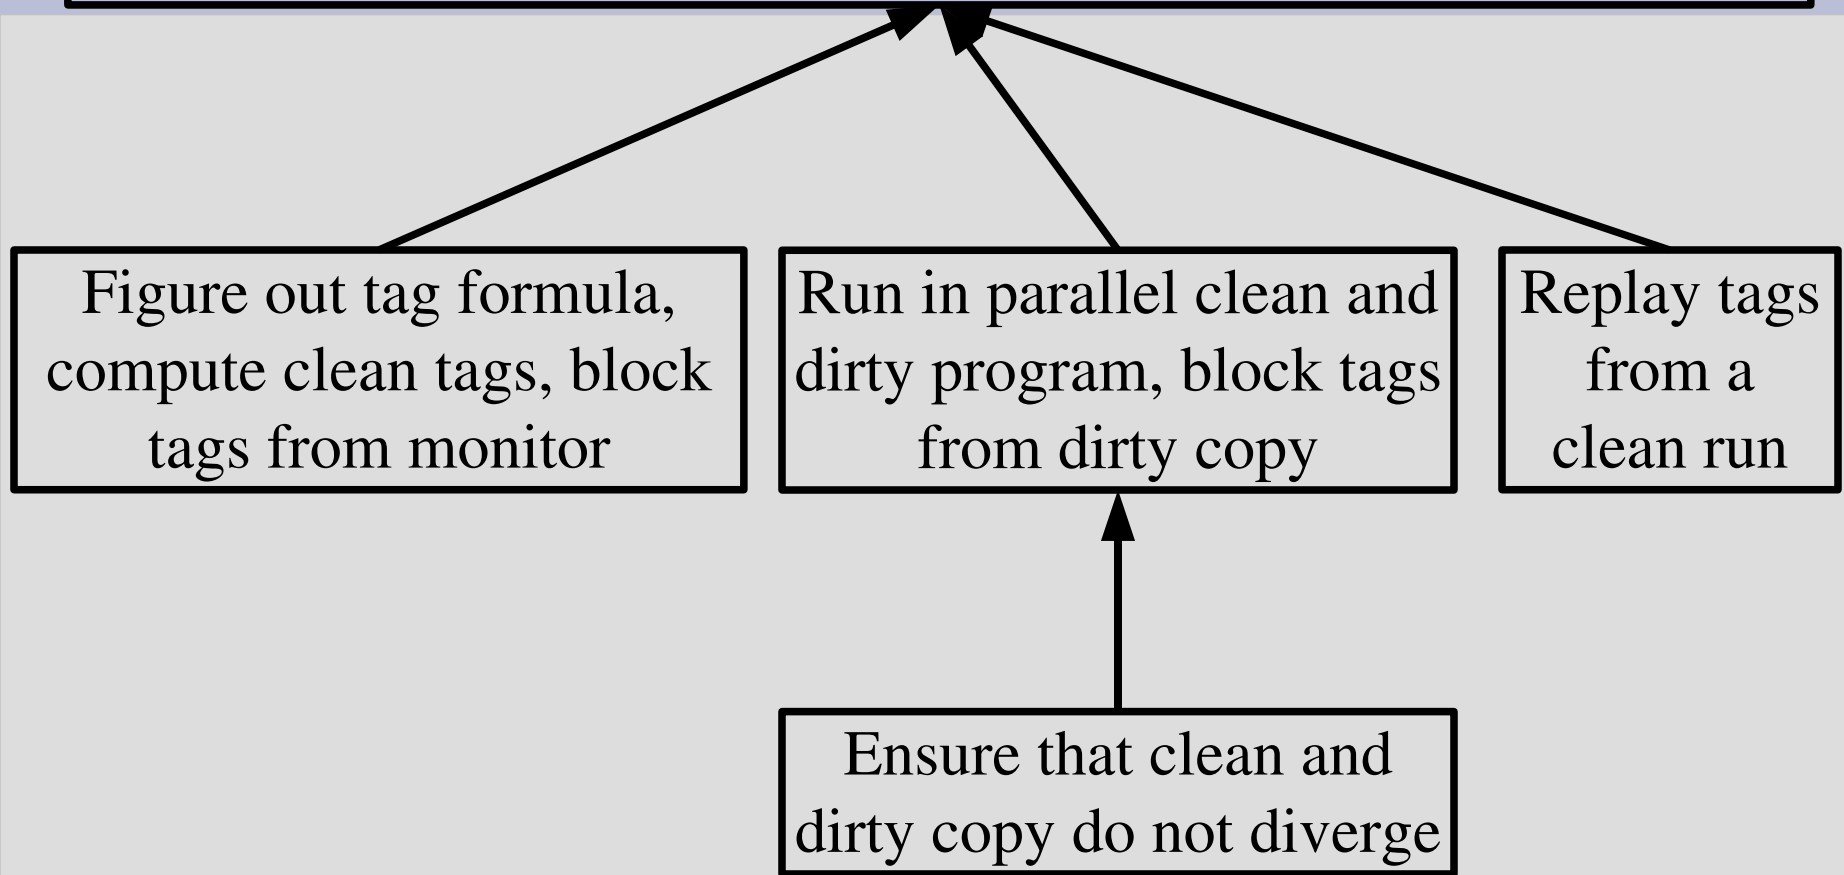 Figure out tag formula,
compute clean tags, block
tags from monitor
Run in parallel clean and
dirty program, block tags
from dirty copy
Replay tags
from a
clean run
Ensure that clean and
dirty copy do not diverge